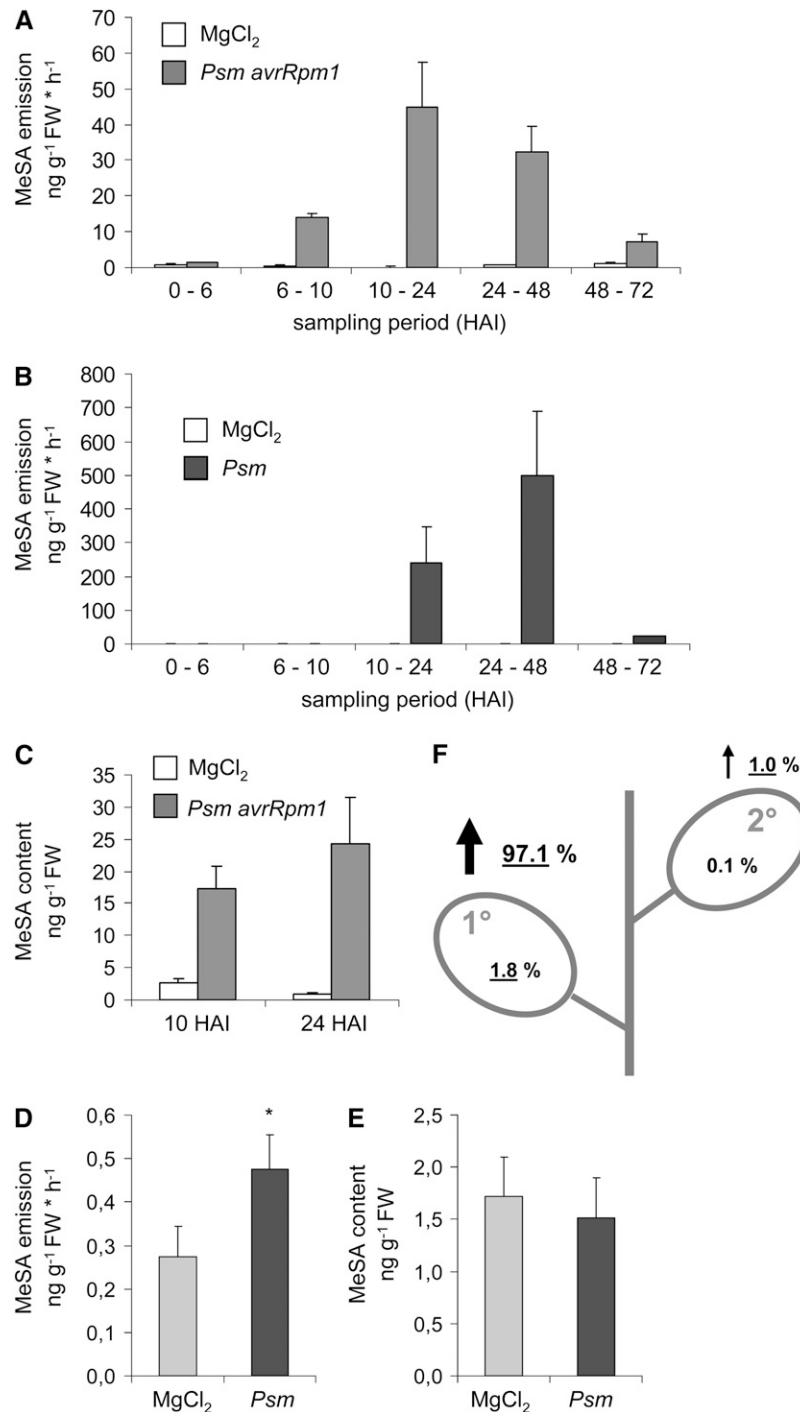 A
MgCl₂
Psm avrRpm1
MeSA emission
ng g⁻¹ FW * h⁻¹
70
60
50
40
30
20
10
0
0 - 6
6 - 10
10 - 24
24 - 48
48 - 72
sampling period (HAI)
B
MgCl₂
Psm
MeSA emission
ng g⁻¹ FW * h⁻¹
800
700
600
500
400
300
200
100
0
0 - 6
6 - 10
10 - 24
24 - 48
48 - 72
sampling period (HAI)
C
MgCl₂
Psm avrRpm1
MeSA content
ng g⁻¹ FW
35
30
25
20
15
10
5
0
10 HAI
24 HAI
F
1.0 %
2°
0.1 %
97.1 %
1°
1.8 %
D
MeSA emission
ng g⁻¹ FW * h⁻¹
0,6
0,5
0,4
0,3
0,2
0,1
0,0
*
MgCl₂
Psm
E
MeSA content
ng g⁻¹ FW
2,5
2,0
1,5
1,0
0,5
0,0
MgCl₂
Psm